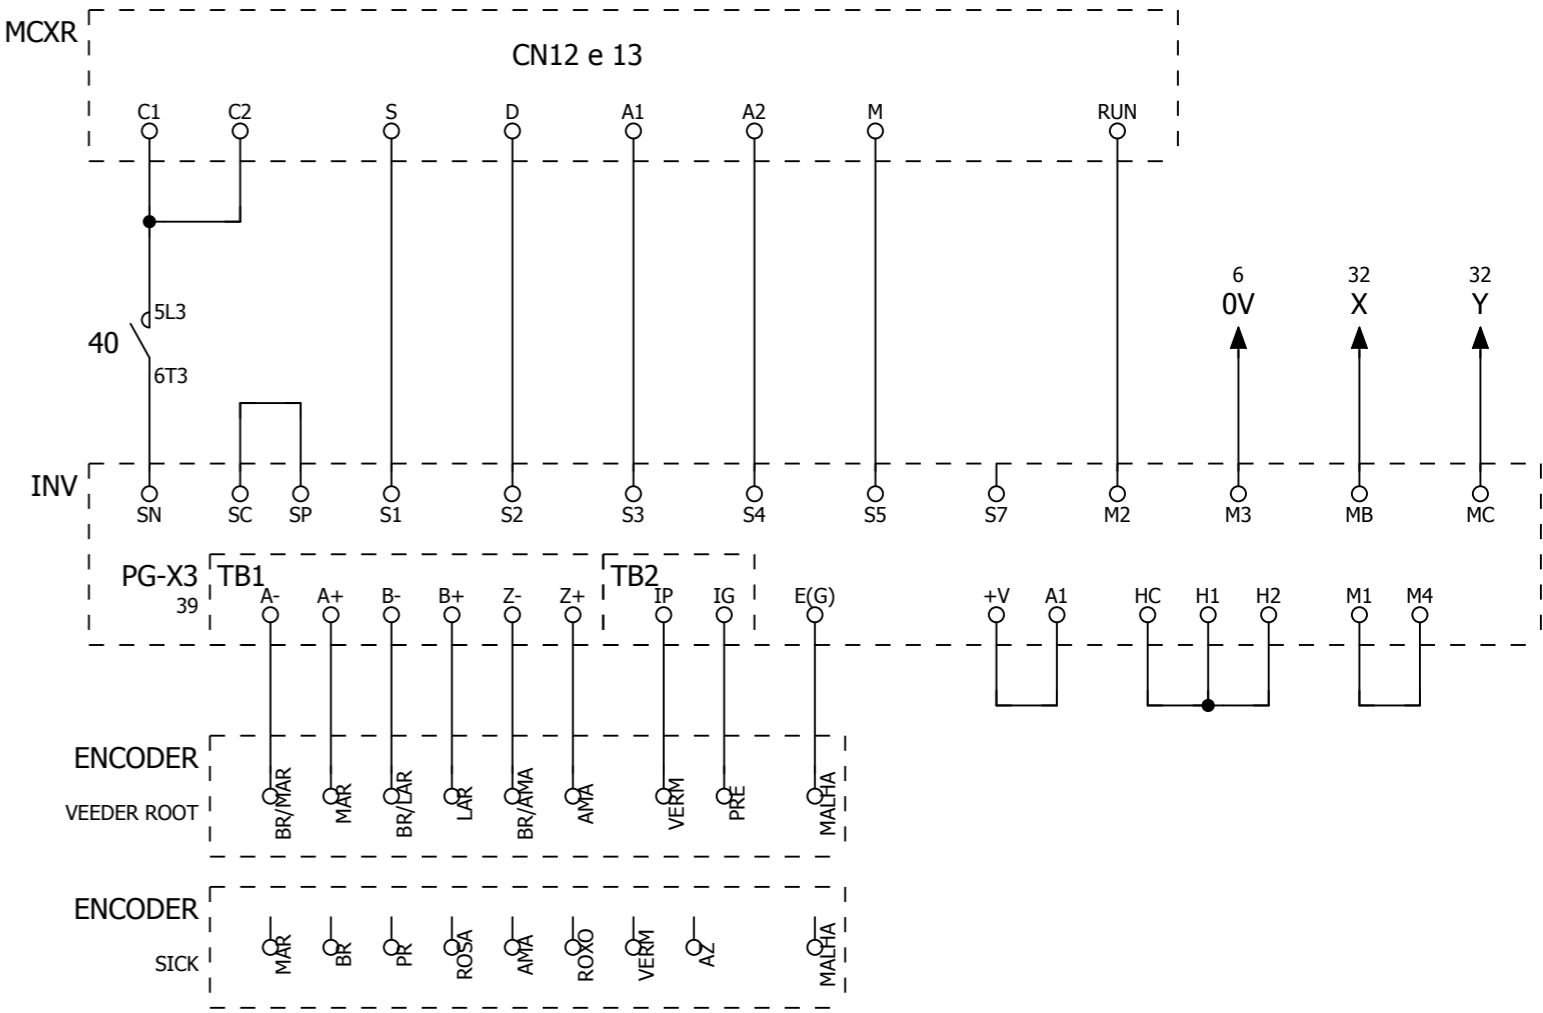 MCXR
CN12 e 13
C1 C2 S D A1 A2 M RUN
6 32 32
0V X Y
5L3
40
6T3
INV
SN SC SP S1 S2 S3 S4 S5 S7 M2 M3 MB MC
PG-X3 TB1 TB2
39
A- A+ B- B+ Z- Z+ IP IG E(G) +V A1 HC H1 H2 M1 M4
ENCODER
VEEDER ROOT
BR/MAR MAR BR/LAR LAR BR/AMA AMA VERM PRE MALHA
ENCODER
SICK
MAR BR PR ROSA AMA ROXO VERM AZ MALHA